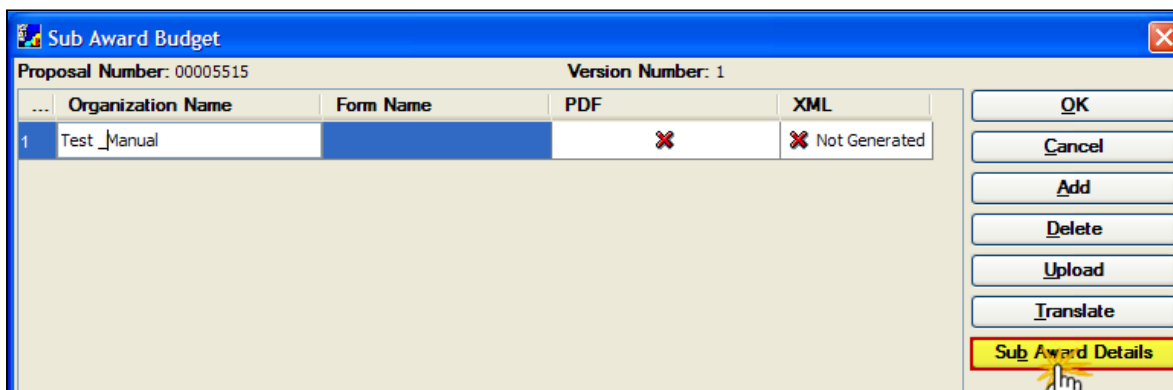 Sub Award Budget
Proposal Number: 00005515 Version Number: 1
... Organization Name Form Name PDF XML
1 Test _Manual Not Generated
OK
Cancel
Add
Delete
Upload
Translate
Sub Award Details